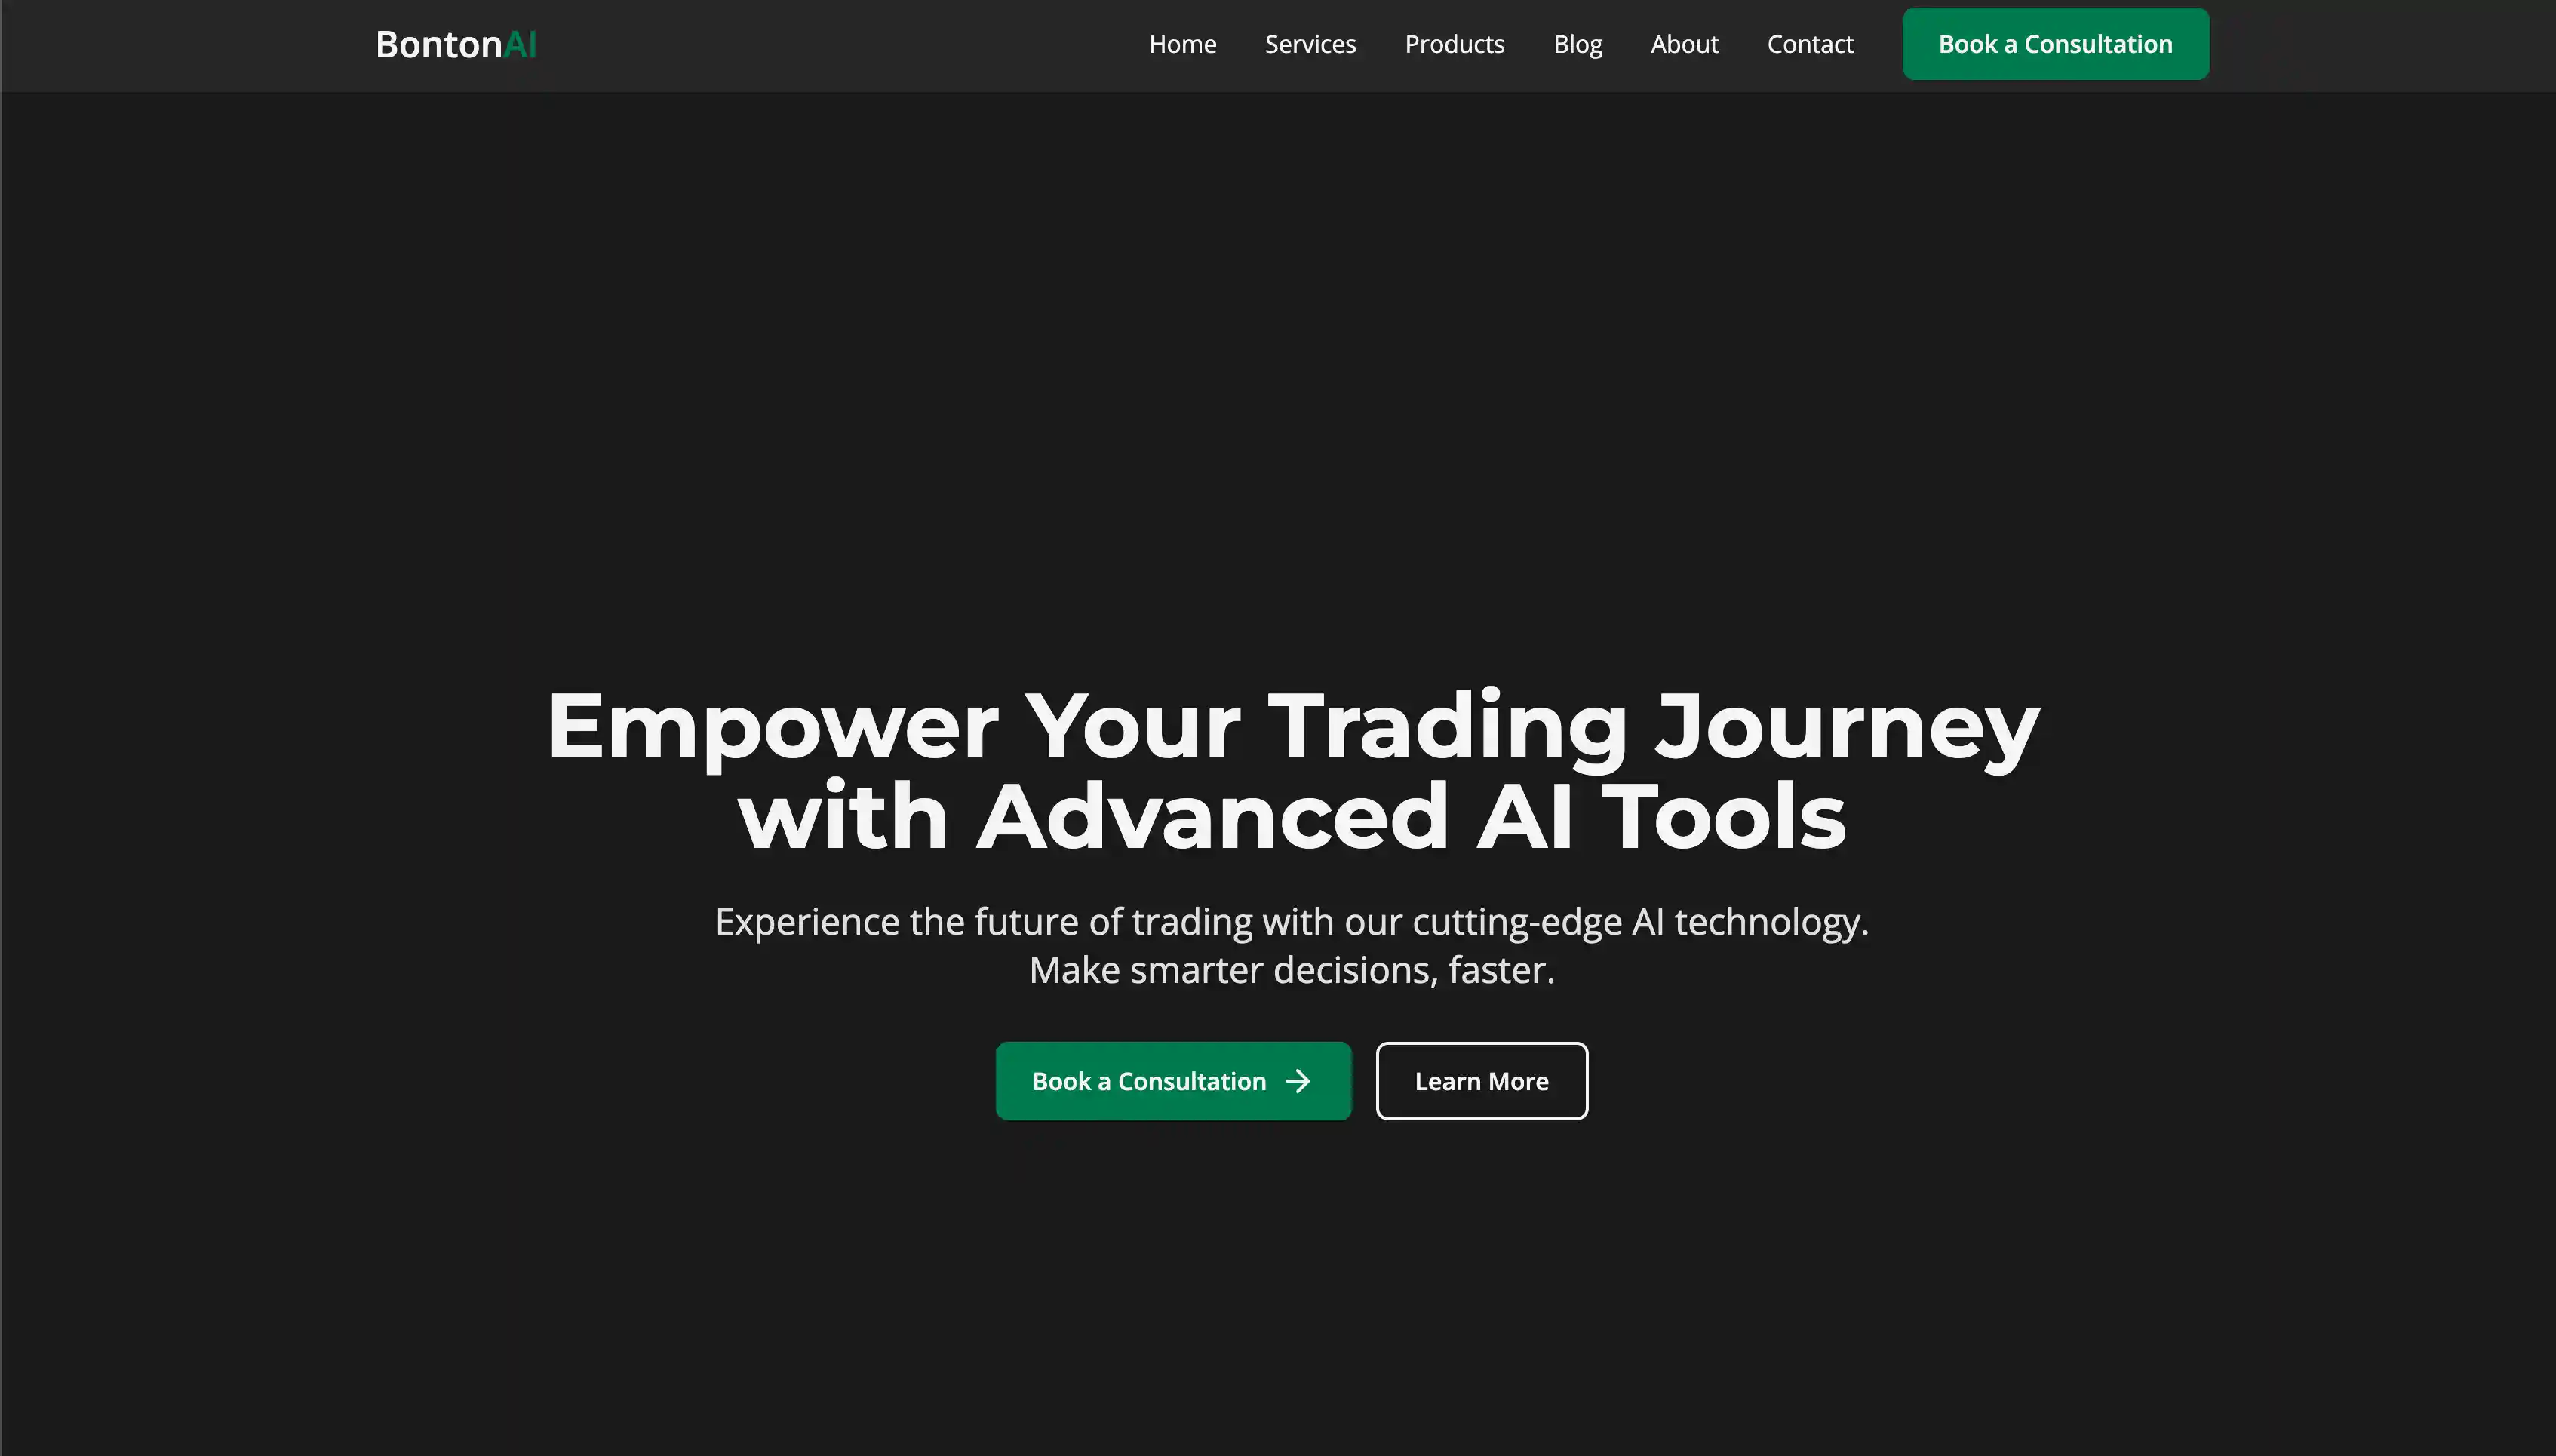 BontonAI
Home Services Products Blog About Contact Book a Consultation
Empower Your Trading Journey
with Advanced AI Tools
Experience the future of trading with our cutting-edge AI technology.
Make smarter decisions, faster.
Book a Consultation → Learn More